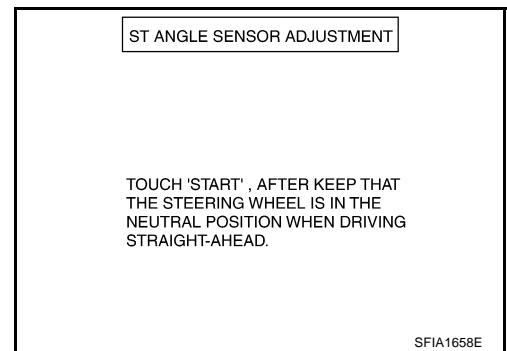 ST ANGLE SENSOR ADJUSTMENT
TOUCH 'START' , AFTER KEEP THAT
THE STEERING WHEEL IS IN THE
NEUTRAL POSITION WHEN DRIVING
STRAIGHT-AHEAD.
SFIA1658E